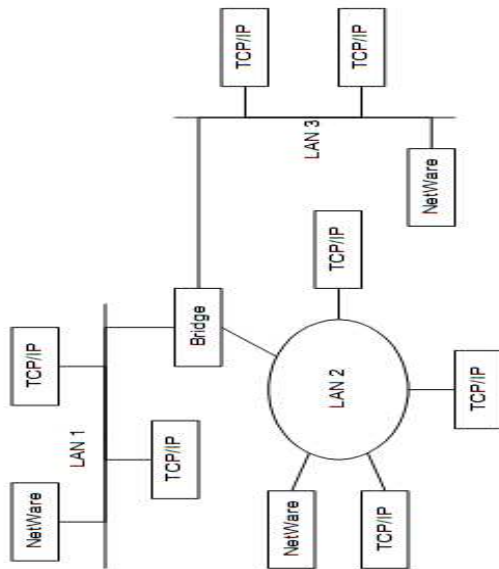 NetWare
TCP/IP
LAN 1
TCP/IP
Bridge
NetWare
TCP/IP
LAN 2
TCP/IP
TCP/IP
LAN 3
TCP/IP
TCP/IP
NetWare